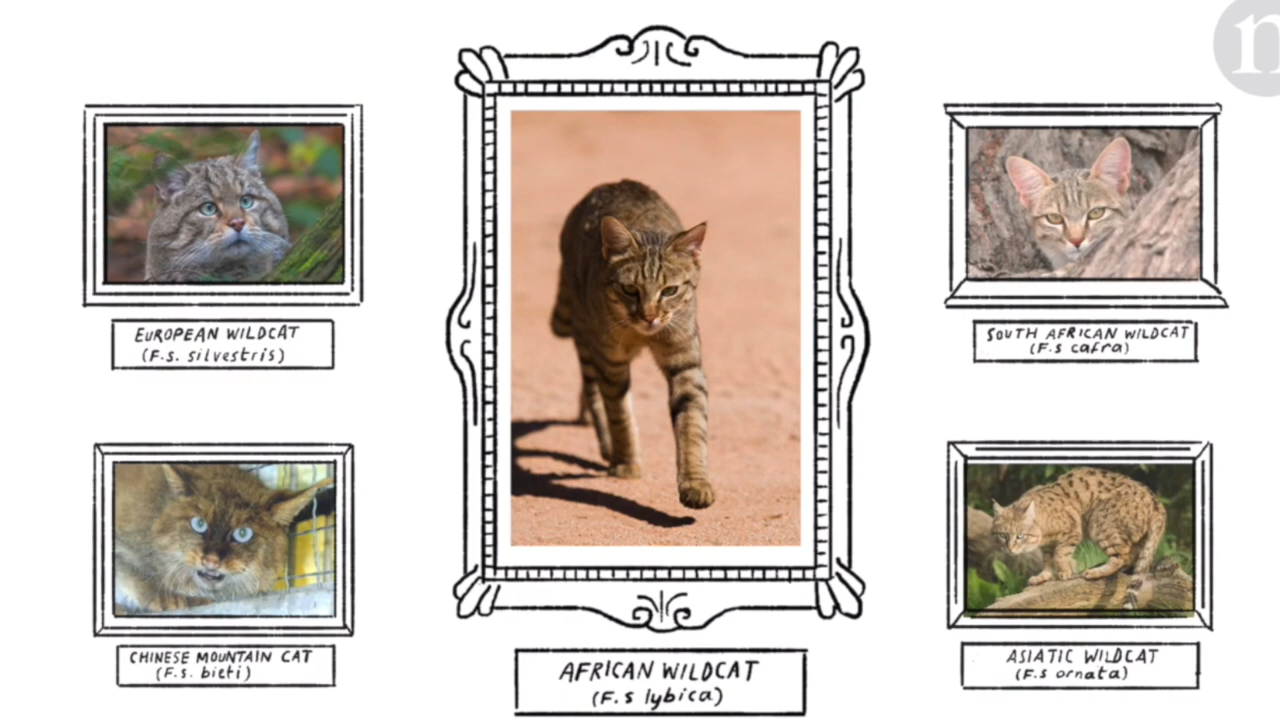 n
EUROPEAN WILDCAT
(F.s. silvestris)
SOUTH AFRICAN WILDCAT
(F.s cafra)
CHINESE MOUNTAIN CAT
(F.s. bieti)
AFRICAN WILDCAT
(F.s lybica)
ASIATIC WILDCAT
(F.s ornata)